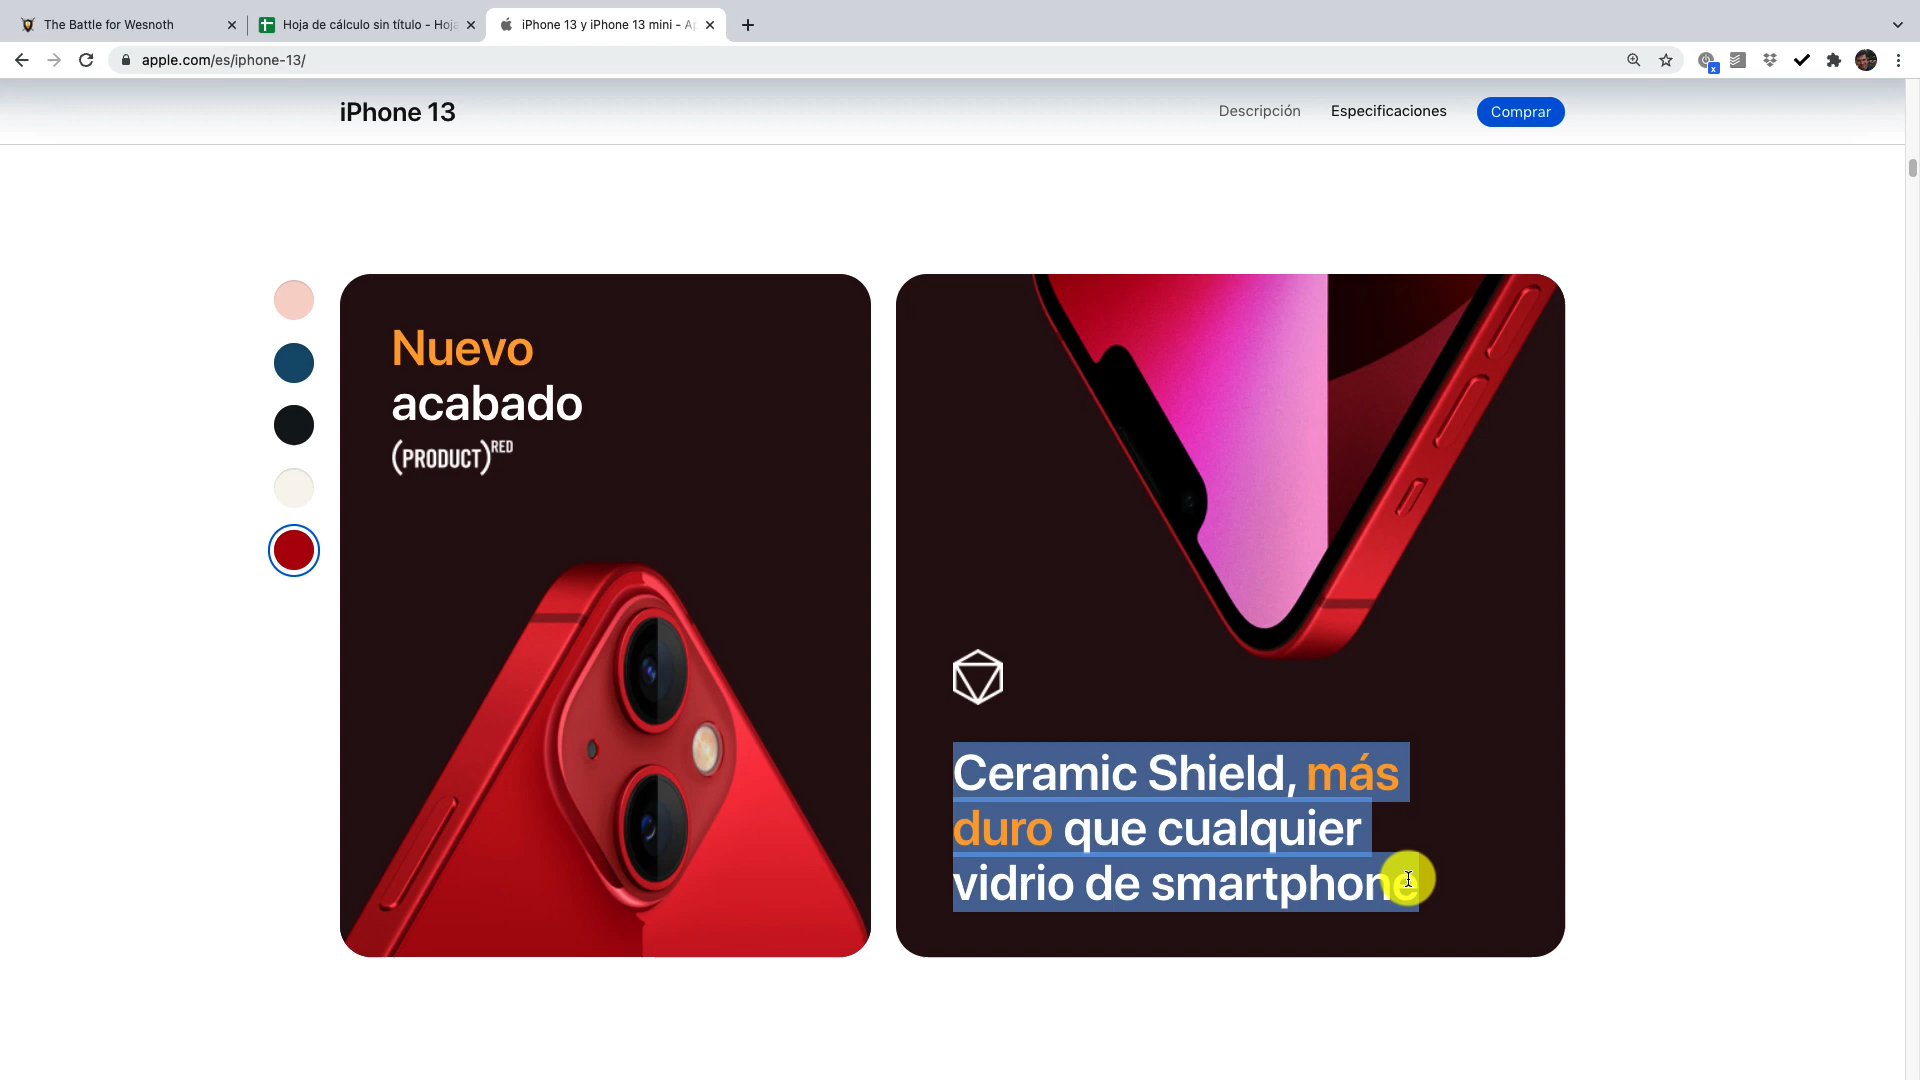 The Battle for Wesnoth
Hoja de cálculo sin título - Hoja
iPhone 13 y iPhone 13 mini - Ap
apple.com/es/iphone-13/
x
iPhone 13
Descripción
Especificaciones
Comprar
Nuevo
acabado
(PRODUCT)RED
Ceramic Shield, más
duro que cualquier
vidrio de smartphone